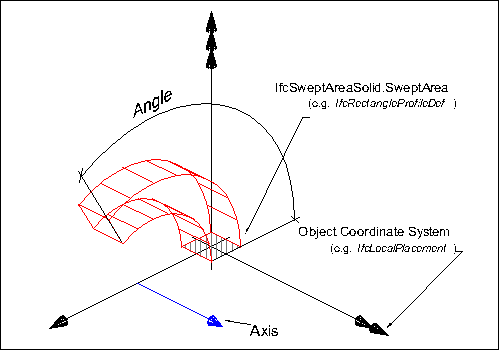 Angle
IfcSweptAreaSolid.SweptArea
(e.g. IfcRectangleProfileDef )
Object Coordinate System
(e.g. IfcLocalPlacement )
Axis